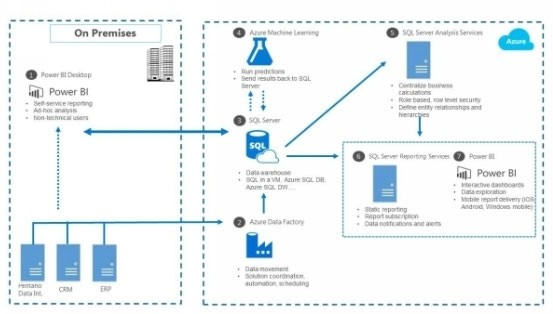 On Premises
1 Power BI Desktop
Power BI
• Self-service reporting
• Ad-hoc analysis
• Non-technical users
Pentaho
Data Int.
CRM
ERP
Azure
4 Azure Machine Learning
• Run predictions
• Send results back to SQL
Server
3 SQL Server
SQL
• Data warehouse
• SQL in a VM, Azure SQL DB,
Azure SQL DW....
2 Azure Data Factory
• Data movement
• Solution coordination,
automation, scheduling
5 SQL Server Analysis Services
• Centralize business
calculations
• Role based, row level security
• Define entity relationships and
hierarchies
6 SQL Server Reporting Services
• Static reporting
• Report subscription
• Data notifications and alerts
7 Power BI
Power BI
• Interactive dashboards
• Data exploration
• Mobile report delivery (iOS,
Android, Windows mobile)